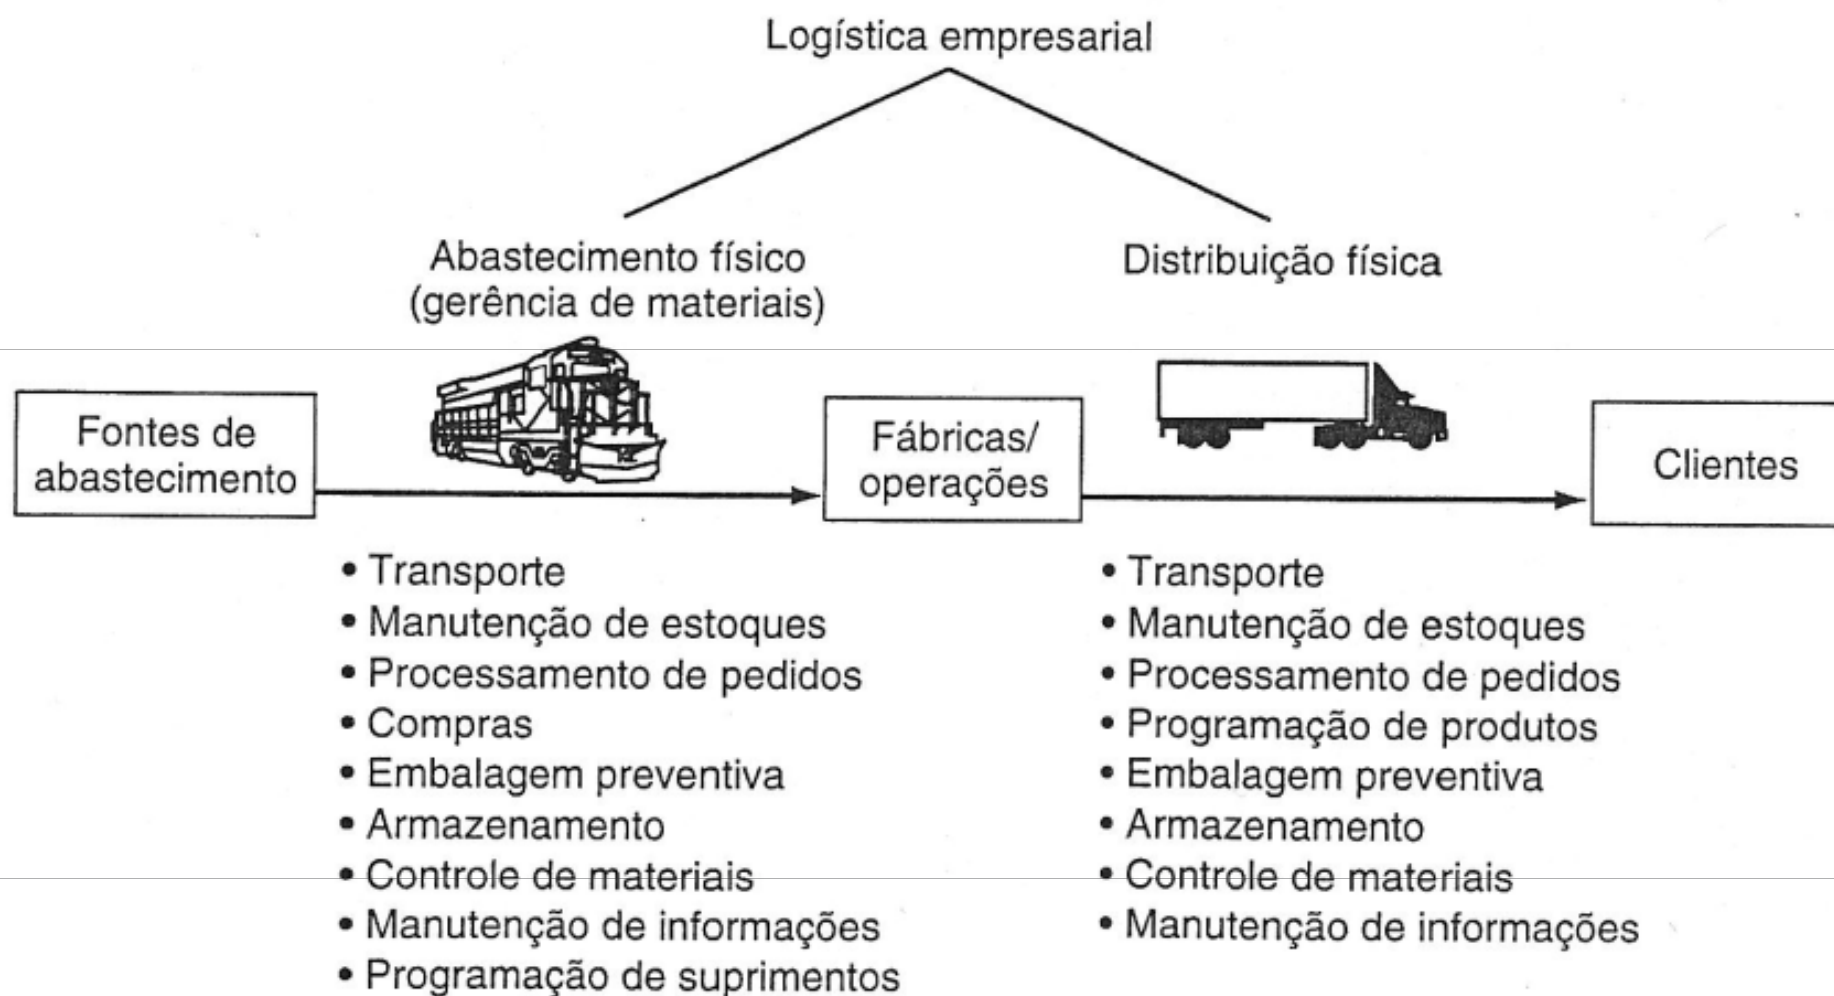 Logística empresarial
Abastecimento físico
(gerência de materiais)
Distribuição física
Fontes de
abastecimento
Fábricas/
operações
Clientes
• Transporte
• Manutenção de estoques
• Processamento de pedidos
• Compras
• Embalagem preventiva
• Armazenamento
• Controle de materiais
• Manutenção de informações
• Programação de suprimentos
• Transporte
• Manutenção de estoques
• Processamento de pedidos
• Programação de produtos
• Embalagem preventiva
• Armazenamento
• Controle de materiais
• Manutenção de informações